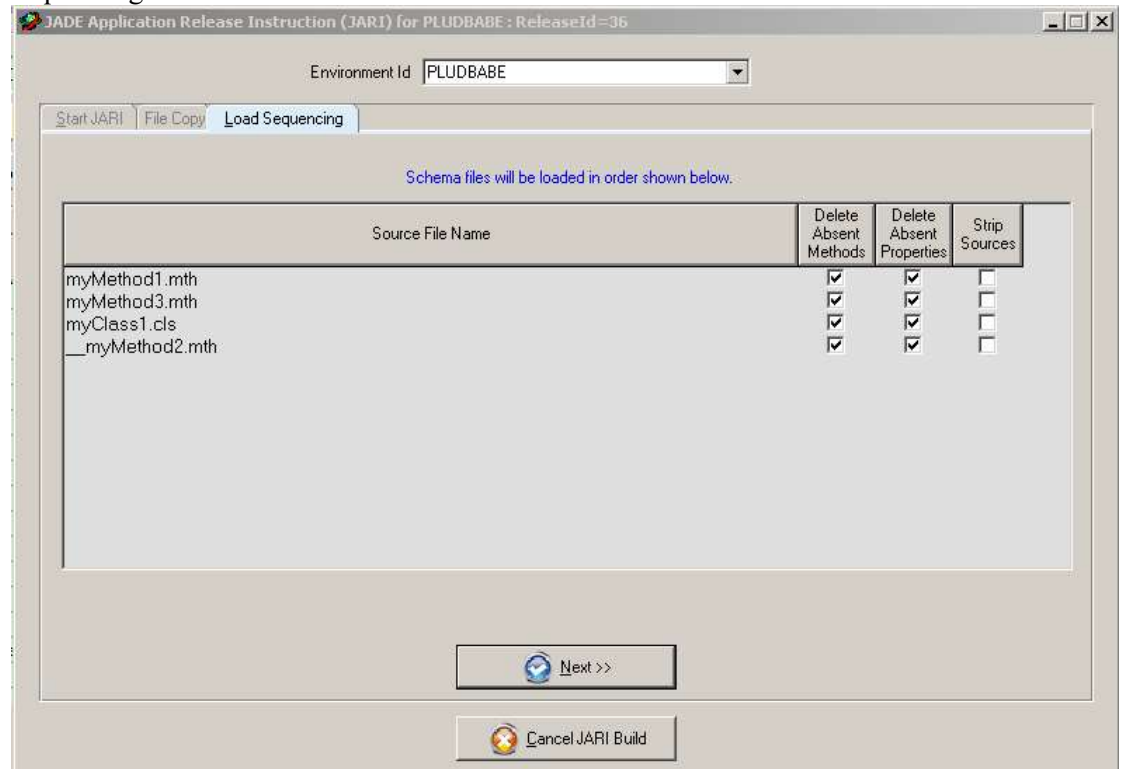 JADE Application Release Instruction (JARI) for PLUDBABE : ReleaseId=36
Environment Id PLUDBABE
Start JARI File Copy Load Sequencing
Schema files will be loaded in order shown below.
Source File Name
Delete Absent Methods
Delete Absent Properties
Strip Sources
myMethod1.mth
myMethod3.mth
myClass1.cls
__myMethod2.mth
Next >>
Cancel JARI Build